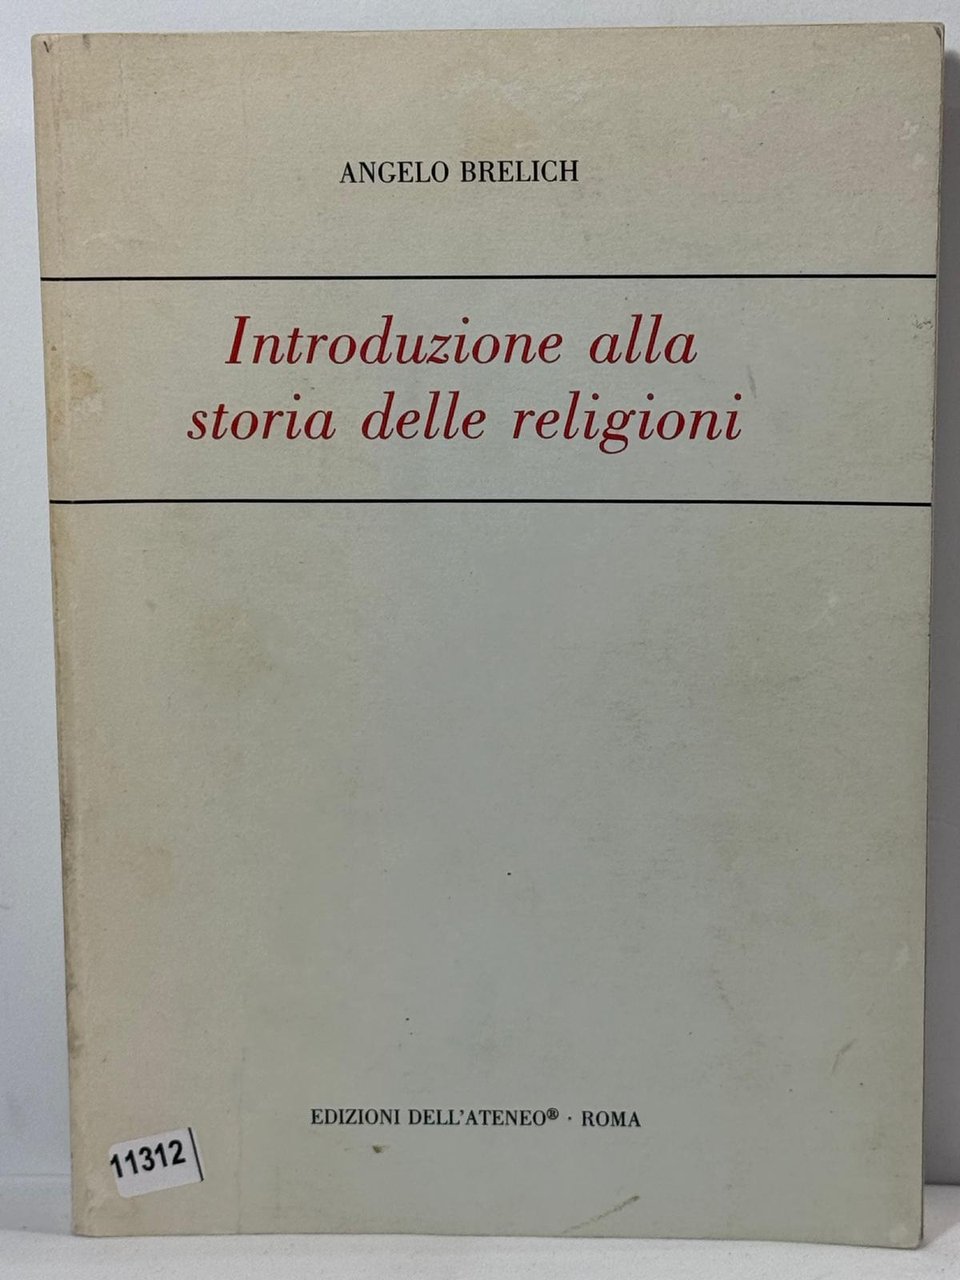 ANGELO BRELICH
Introduzione alla
storia delle religioni
EDIZIONI DELL'ATENEO® · ROMA
11312